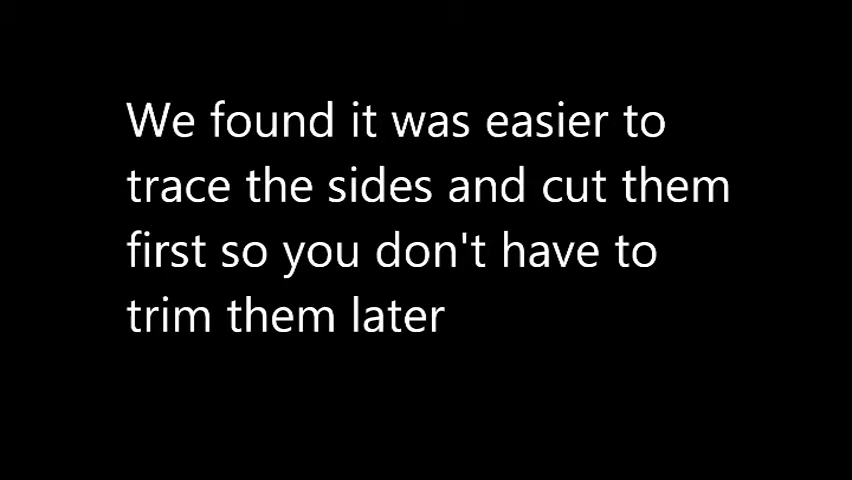 We found it was easier to
trace the sides and cut them
first so you don't have to
trim them later